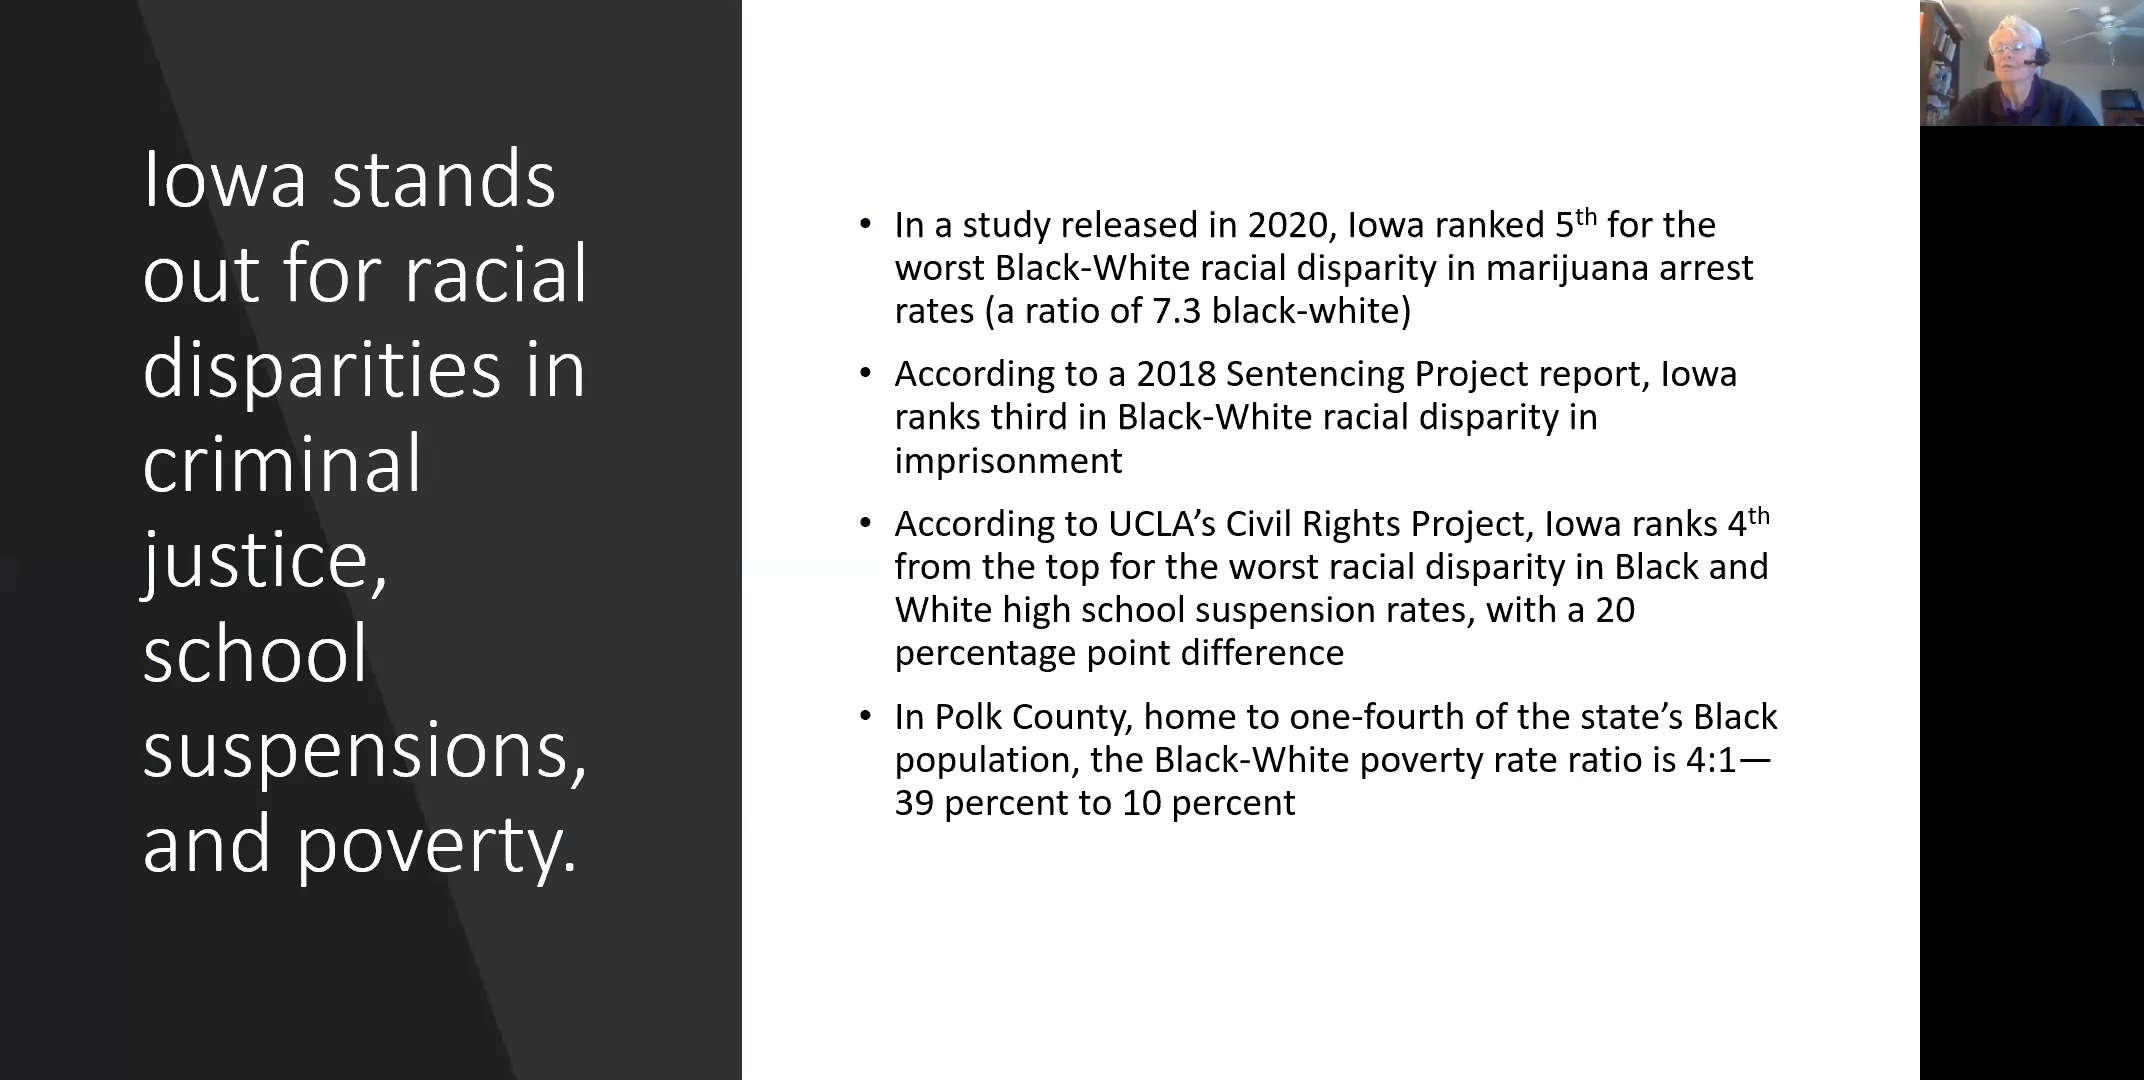 Iowa stands
out for racial
disparities in
criminal
justice,
school
suspensions,
and poverty.
• In a study released in 2020, Iowa ranked 5th for the
worst Black-White racial disparity in marijuana arrest
rates (a ratio of 7.3 black-white)
• According to a 2018 Sentencing Project report, Iowa
ranks third in Black-White racial disparity in
imprisonment
• According to UCLA’s Civil Rights Project, Iowa ranks 4th
from the top for the worst racial disparity in Black and
White high school suspension rates, with a 20
percentage point difference
• In Polk County, home to one-fourth of the state’s Black
population, the Black-White poverty rate ratio is 4:1—
39 percent to 10 percent